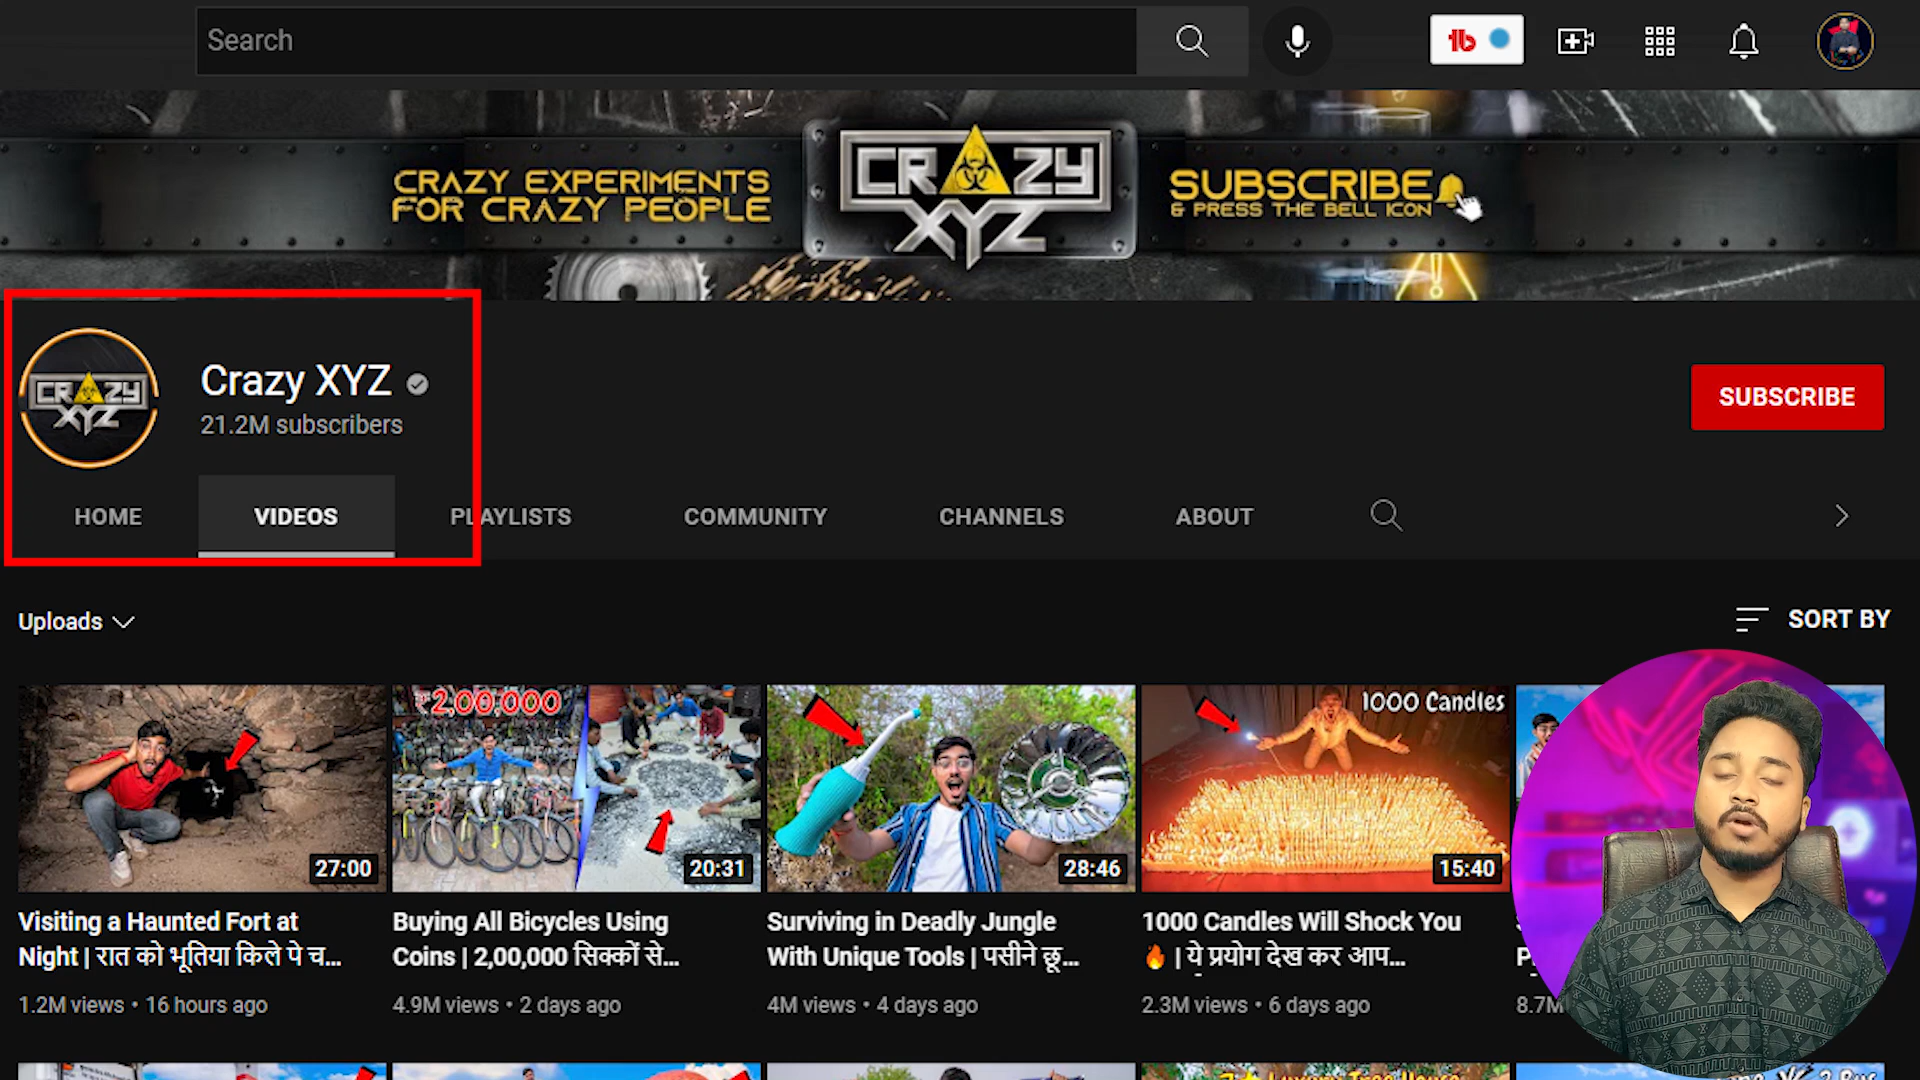 Search
CRAZY EXPERIMENTS
FOR CRAZY PEOPLE
CRAZY
XYZ
SUBSCRIBE
& PRESS THE BELL ICON
CRAZY
XYZ
Crazy XYZ
21.2M subscribers
SUBSCRIBE
HOME
VIDEOS
PLAYLISTS
COMMUNITY
CHANNELS
ABOUT
Uploads
SORT BY
₹2,00,000
1000 Candles
27:00
20:31
28:46
15:40
Visiting a Haunted Fort at
Night | रात को भूतिया किले पे च...
1.2M views • 16 hours ago
Buying All Bicycles Using
Coins | 2,00,000 सिक्कों से...
4.9M views • 2 days ago
Surviving in Deadly Jungle
With Unique Tools | पसीने छू...
4M views • 4 days ago
1000 Candles Will Shock You
🔥 | ये प्रयोग देख कर आप...
2.3M views • 6 days ago
8.7M